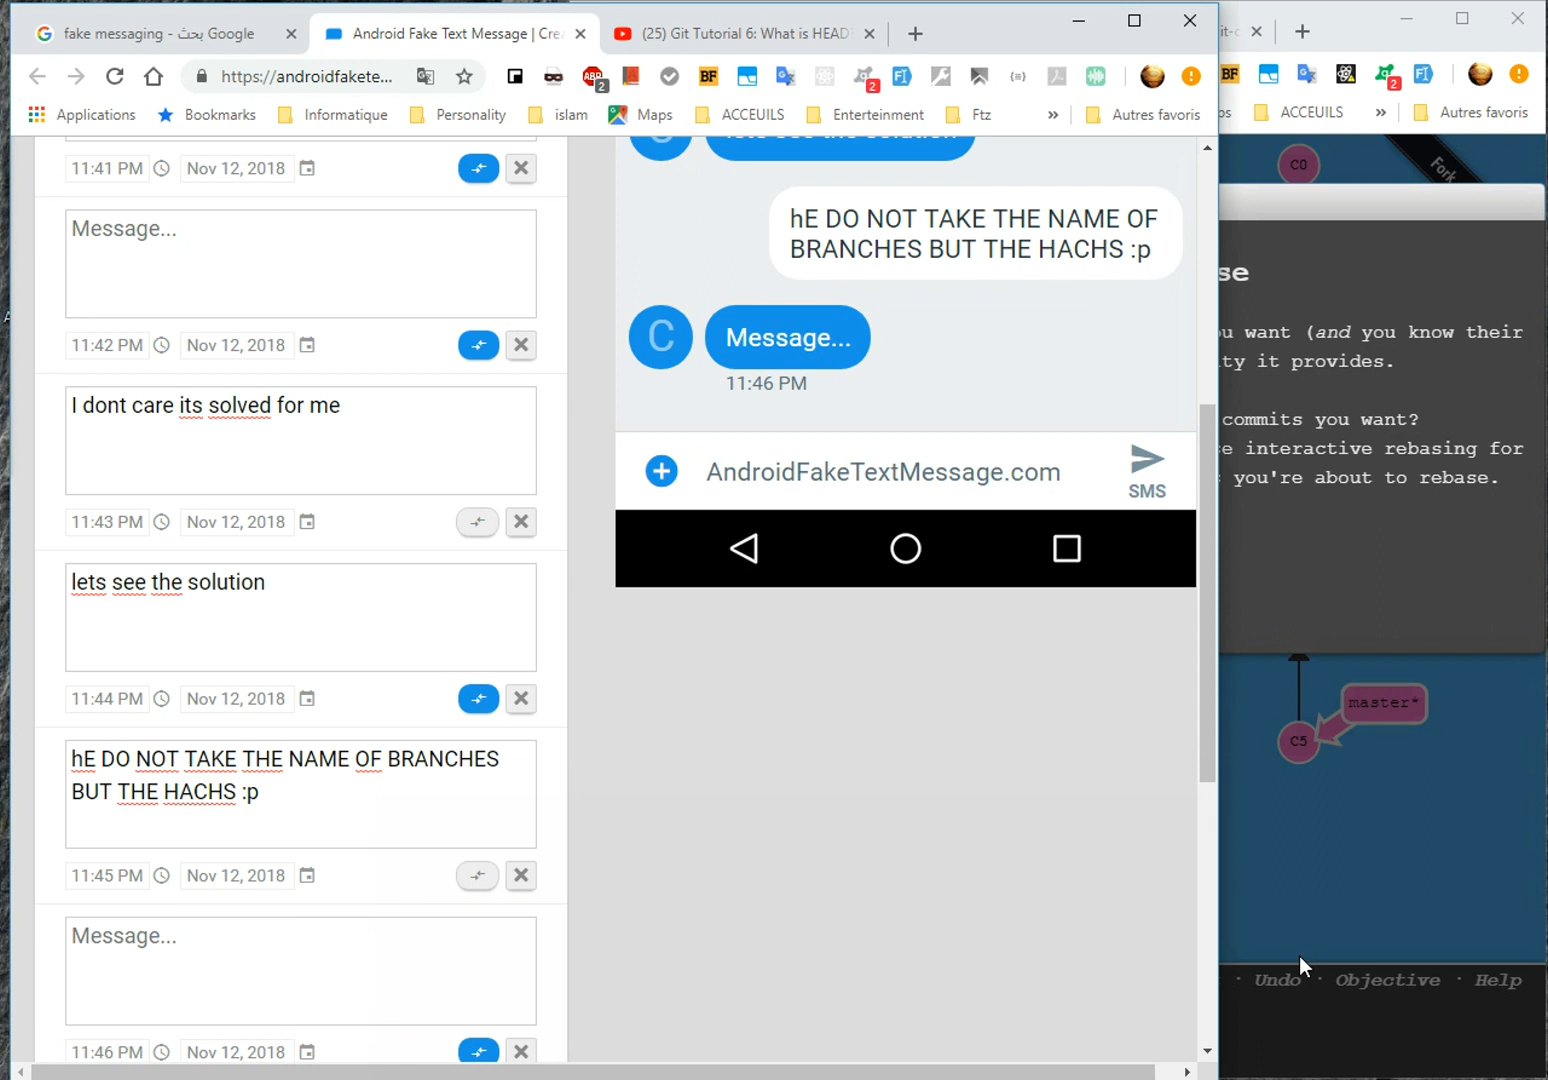 fake messaging - بحث Google
Android Fake Text Message | Crea
(25) Git Tutorial 6: What is HEAD
https://androidfakete...
Applications
Bookmarks
Informatique
Personality
islam
Maps
ACCEUILS
Enterteinment
Ftz
»
Autres favoris
ACCEUILS
»
Autres favoris
11:41 PM Nov 12, 2018
Message...
11:42 PM Nov 12, 2018
I dont care its solved for me
11:43 PM Nov 12, 2018
lets see the solution
11:44 PM Nov 12, 2018
hE DO NOT TAKE THE NAME OF BRANCHES
BUT THE HACHS :p
11:45 PM Nov 12, 2018
Message...
11:46 PM Nov 12, 2018
hE DO NOT TAKE THE NAME OF
BRANCHES BUT THE HACHS :p
C
Message...
11:46 PM
AndroidFakeTextMessage.com
SMS
C0
Fork
se
u want (and you know their
ty it provides.
commits you want?
e interactive rebasing for
you're about to rebase.
master*
C5
· Undo · Objective · Help